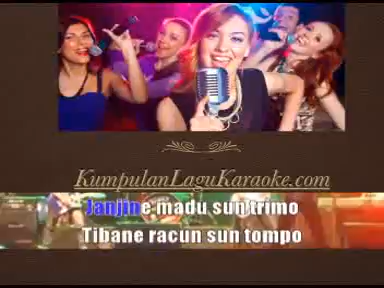 KumpulanLaguKaraoke.com
Janjine madu sun trimo
Tibane racun sun tompo